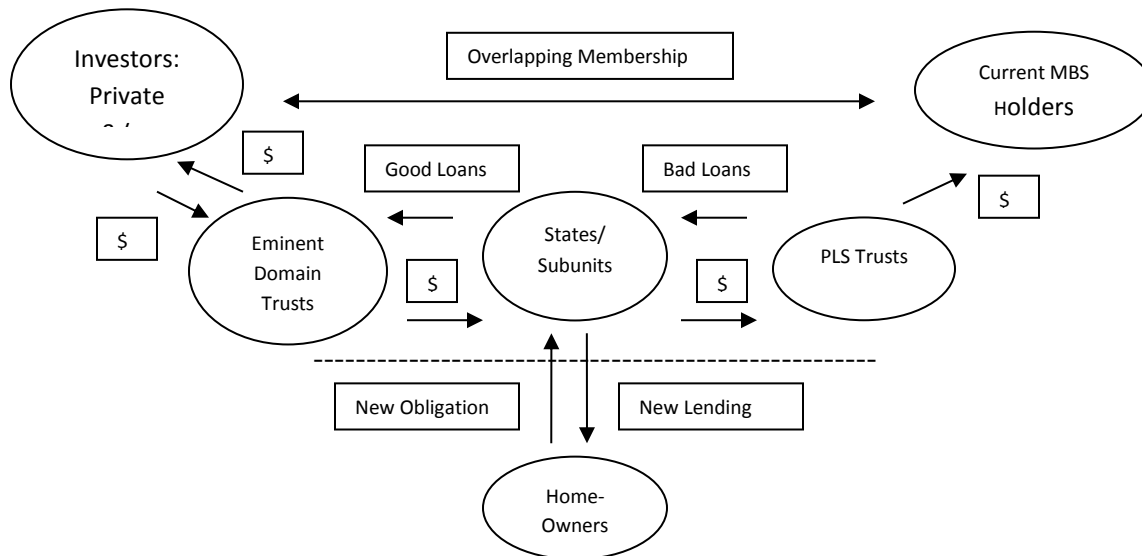 Investors:
Private
Overlapping Membership
Current MBS
Holders
$
Good Loans
Bad Loans
$
$
Eminent
Domain
Trusts
States/
Subunits
PLS Trusts
$
$
New Obligation
New Lending
Home-
Owners